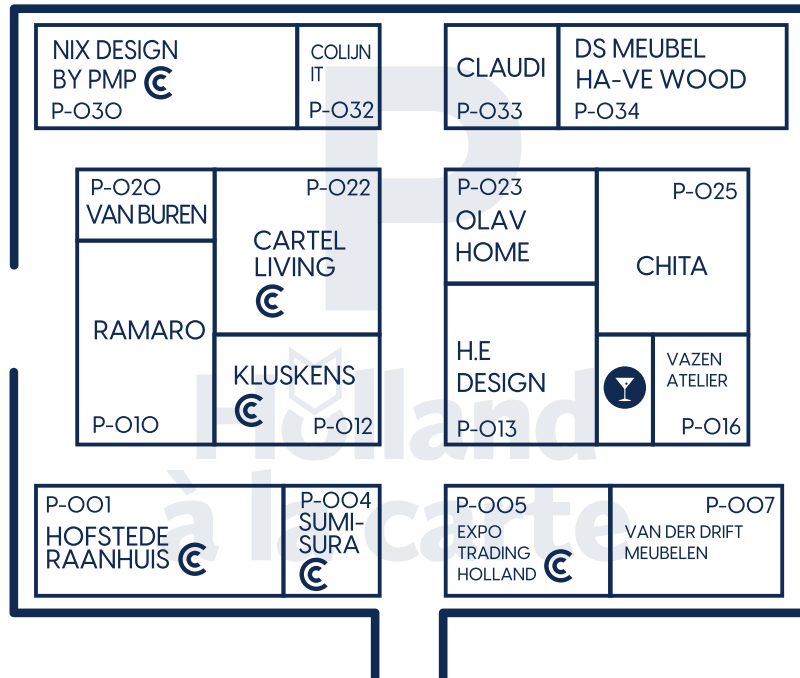 NIX DESIGN
BY PMP
P-030
COLIJN
IT
P-032
CLAUDI
P-033
DS MEUBEL
HA-VE WOOD
P-034
P-020
VAN BUREN
P-022
CARTEL
LIVING
P-023
OLAV
HOME
P-025
CHITA
RAMARO
P-010
KLUSKENS
P-012
H.E
DESIGN
P-013
VAZEN
ATELIER
P-016
P-001
HOFSTEDE
RAANHUIS
P-004
SUMI-
SURA
P-005
EXPO
TRADING
HOLLAND
P-007
VAN DER DRIFT
MEUBELEN
P
Holland
à la carte